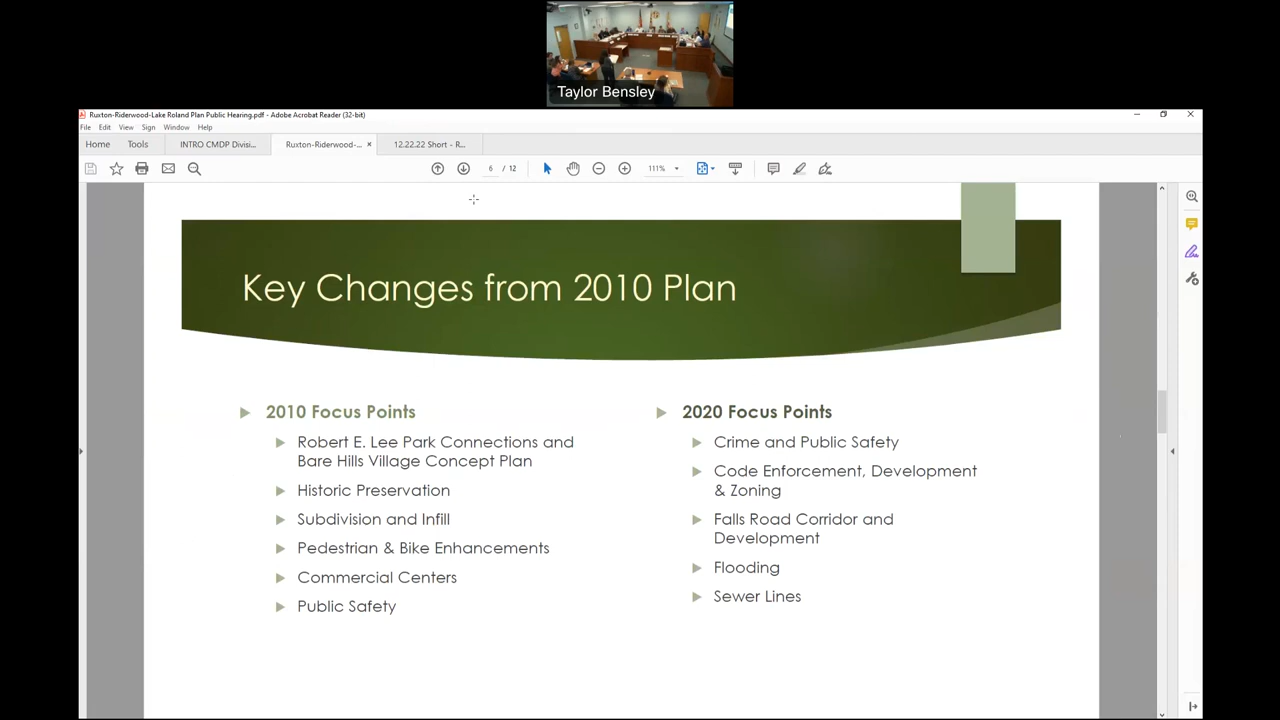 Taylor Bensley
Ruxton-Riderwood-Lake Roland Plan Public Hearing.pdf - Adobe Acrobat Reader (32-bit)
File Edit View Sign Window Help
Home Tools INTRO CMDP Divisi... Ruxton-Riderwood-... × 12.22.22 Short - R...
6 / 12 111%
Key Changes from 2010 Plan
2010 Focus Points
Robert E. Lee Park Connections and
Bare Hills Village Concept Plan
Historic Preservation
Subdivision and Infill
Pedestrian & Bike Enhancements
Commercial Centers
Public Safety
2020 Focus Points
Crime and Public Safety
Code Enforcement, Development
& Zoning
Falls Road Corridor and
Development
Flooding
Sewer Lines